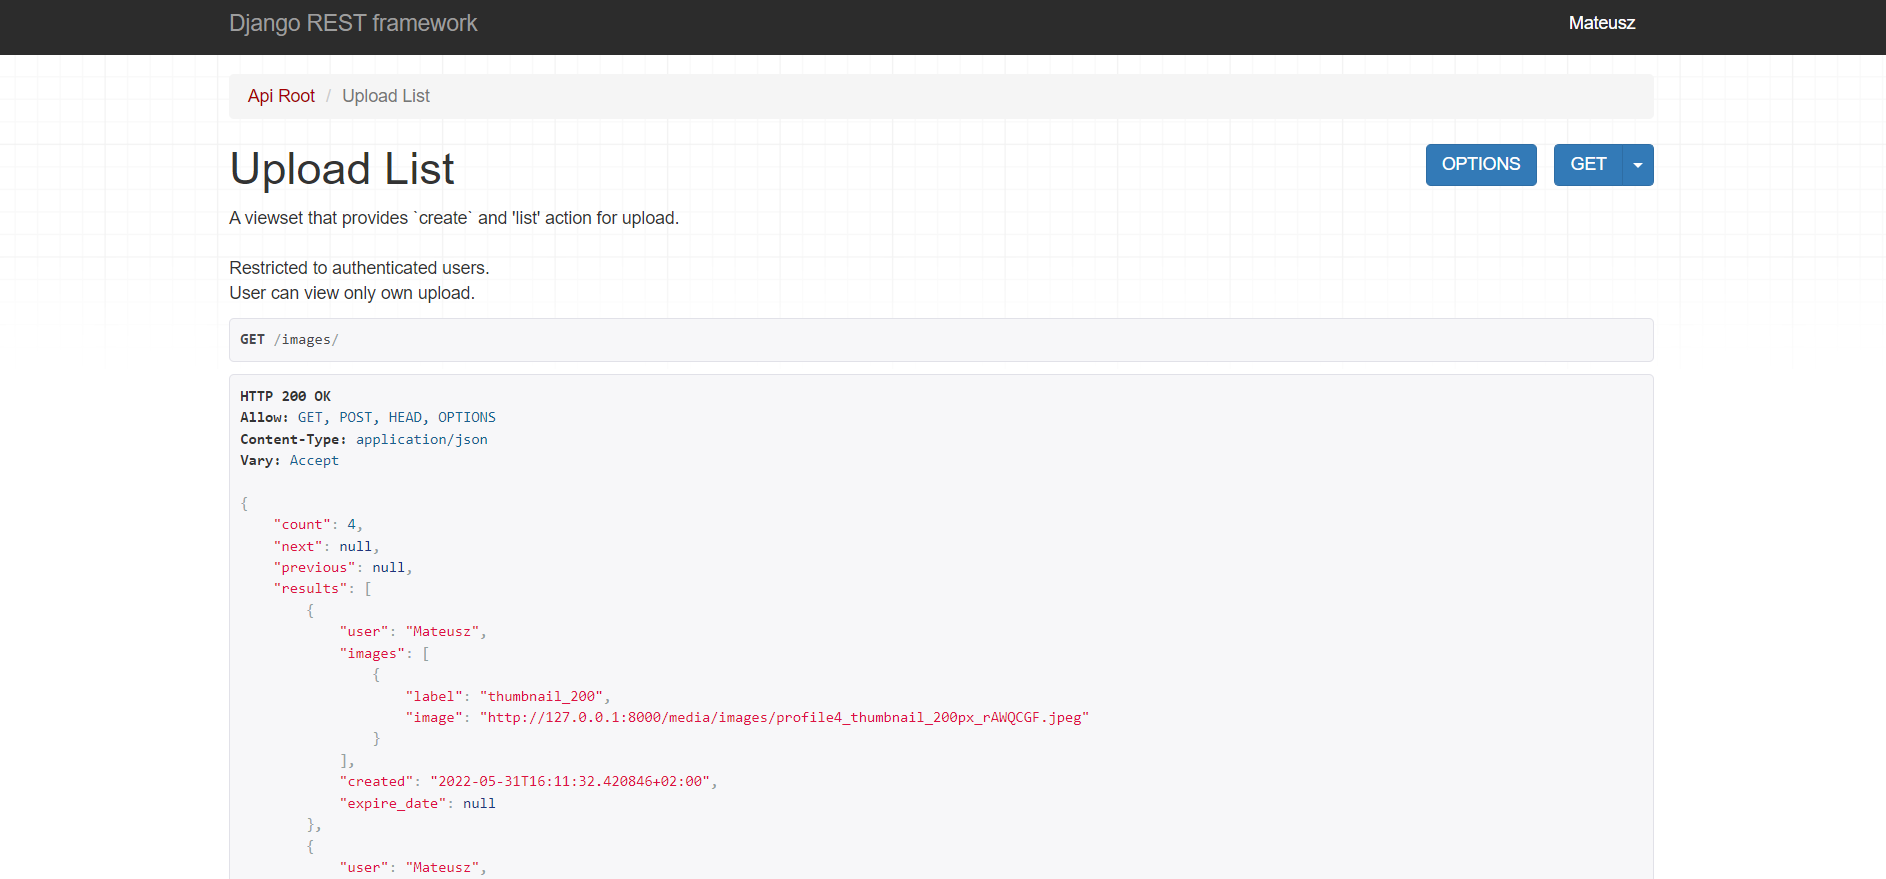 Django REST framework
Mateusz
Api Root / Upload List
Upload List
OPTIONS
GET
A viewset that provides `create` and 'list' action for upload.
Restricted to authenticated users.
User can view only own upload.
GET /images/
HTTP 200 OK
Allow: GET, POST, HEAD, OPTIONS
Content-Type: application/json
Vary: Accept
{
    "count": 4,
    "next": null,
    "previous": null,
    "results": [
        {
            "user": "Mateusz",
            "images": [
                {
                    "label": "thumbnail_200",
                    "image": "http://127.0.0.1:8000/media/images/profile4_thumbnail_200px_rAWQCGF.jpeg"
                }
            ],
            "created": "2022-05-31T16:11:32.420846+02:00",
            "expire_date": null
        },
        {
            "user": "Mateusz",